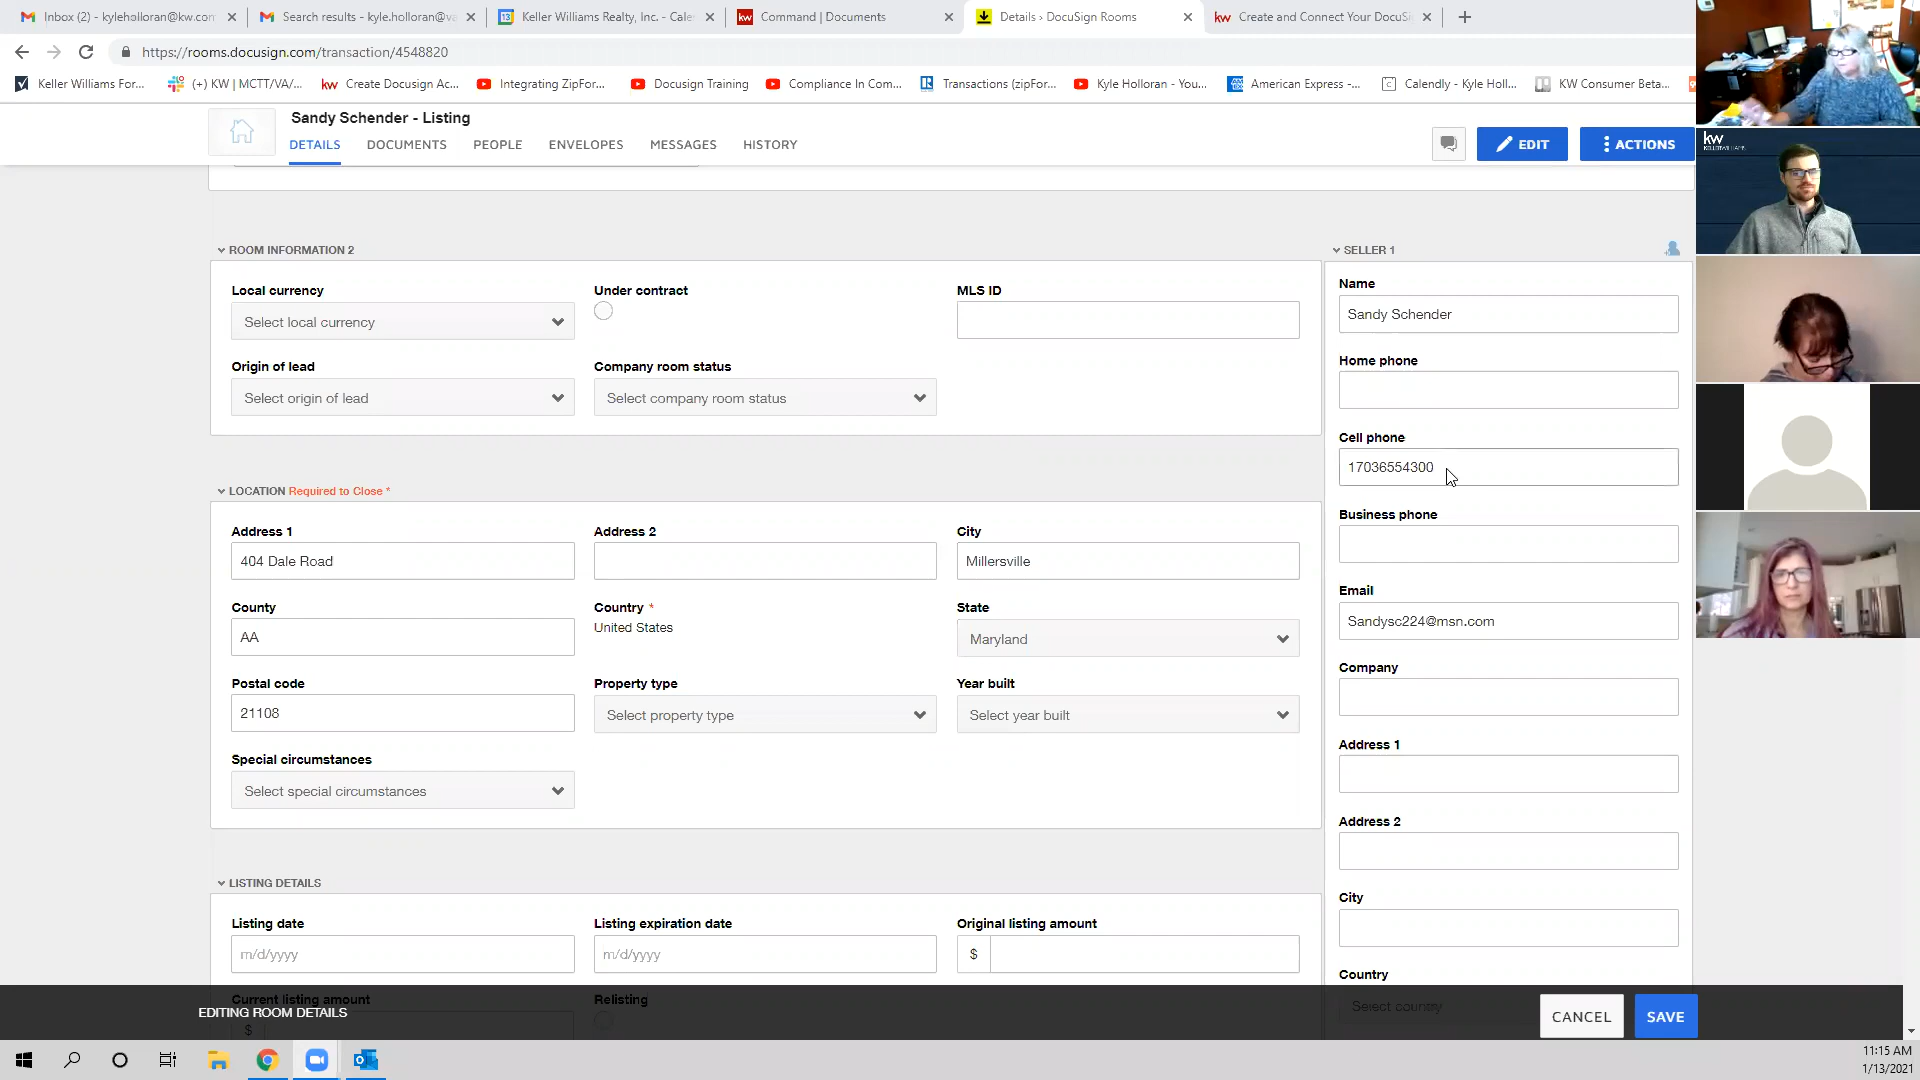 Inbox (2) - kyleholloran@kw.com
Search results - kyle.holloran@va
Keller Williams Realty, Inc. - Cale
Command | Documents
Details › DocuSign Rooms
Create and Connect Your DocuSi
https://rooms.docusign.com/transaction/4548820
Keller Williams For...
(+) KW | MCTT/VA/...
Create Docusign Ac...
Integrating ZipFor...
Docusign Training
Compliance In Com...
Transactions (zipFor...
Kyle Holloran - You...
American Express -...
Calendly - Kyle Holl...
KW Consumer Beta...
Sandy Schender - Listing
DETAILS DOCUMENTS PEOPLE ENVELOPES MESSAGES HISTORY
EDIT
ACTIONS
kw
KELLERWILLIAMS
ROOM INFORMATION 2
Local currency
Select local currency
Under contract
MLS ID
Origin of lead
Select origin of lead
Company room status
Select company room status
LOCATION Required to Close *
Address 1
404 Dale Road
Address 2
City
Millersville
County
AA
Country *
United States
State
Maryland
Postal code
21108
Property type
Select property type
Year built
Select year built
Special circumstances
Select special circumstances
LISTING DETAILS
Listing date
m/d/yyyy
Listing expiration date
m/d/yyyy
Original listing amount
$
Current listing amount
$
Relisting
SELLER 1
Name
Sandy Schender
Home phone
Cell phone
17036554300
Business phone
Email
Sandysc224@msn.com
Company
Address 1
Address 2
City
Country
Select country
EDITING ROOM DETAILS
CANCEL
SAVE
11:15 AM
1/13/2021